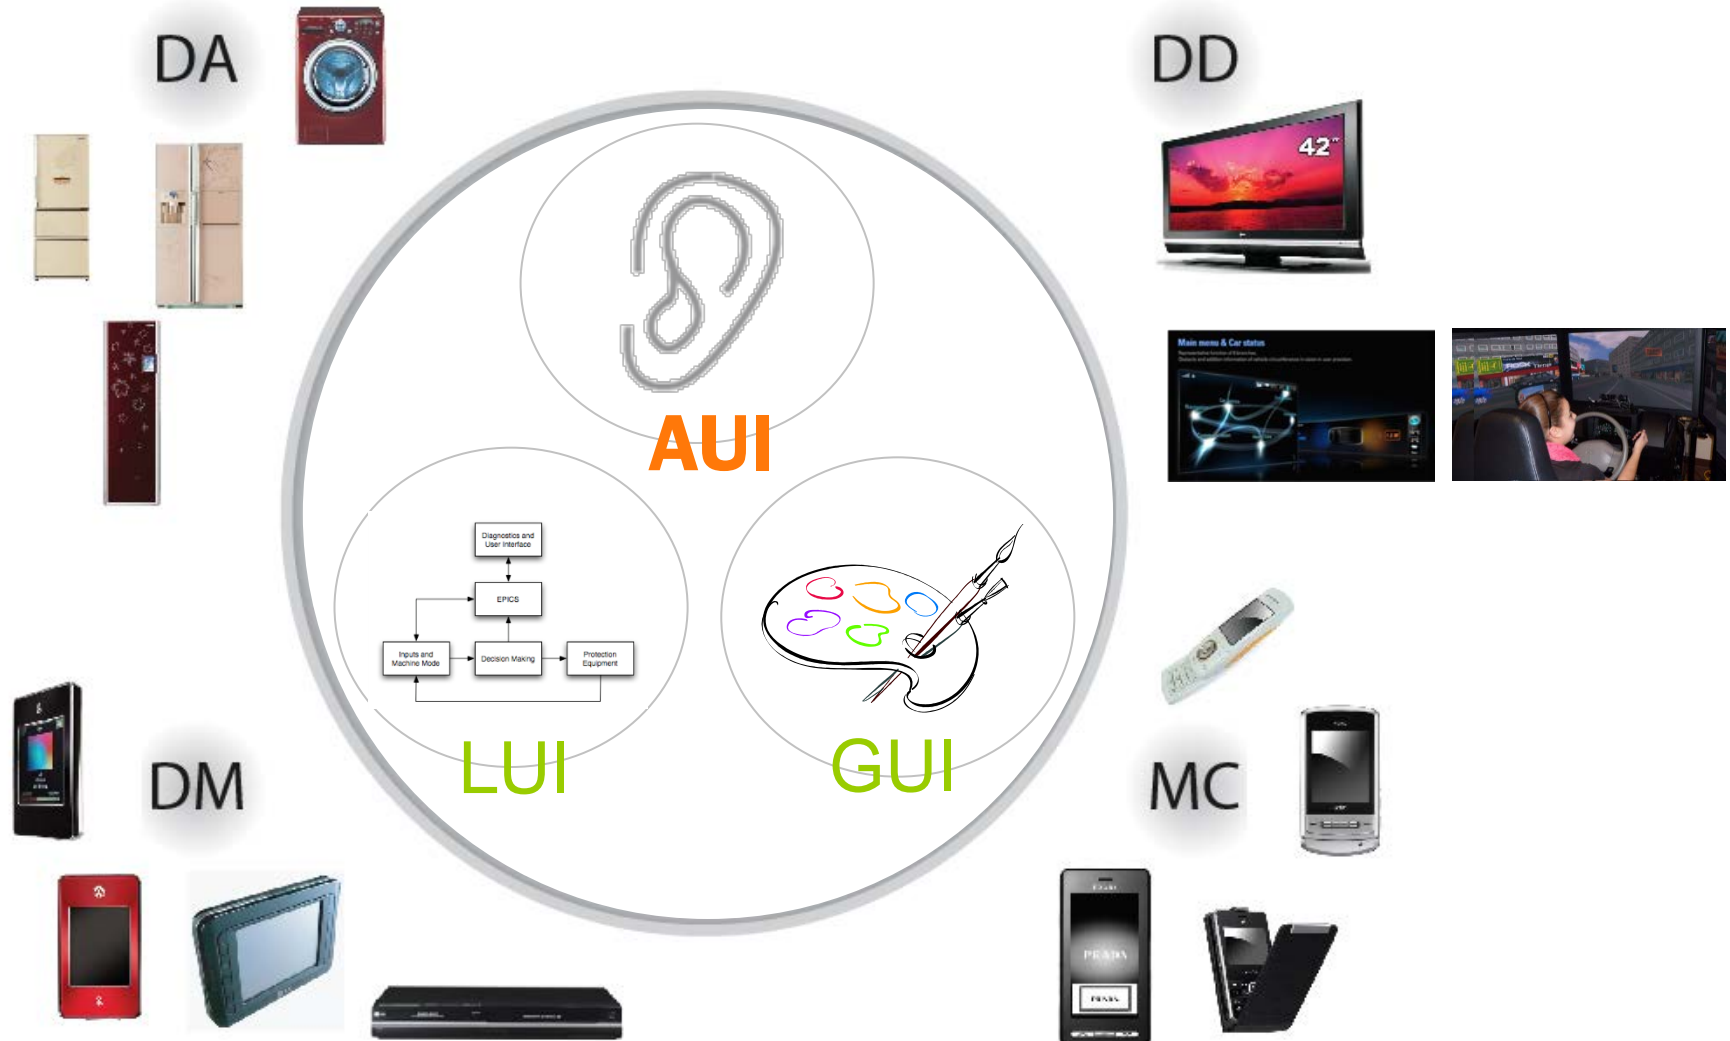 DA
DD
42"
Main menu & Car status
AUI
Diagnostics and
User Interface
EPICS
Inputs and
Machine Mode
Decision Making
Protection
Equipment
LUI
GUI
DM
MC
PRADA
PRADA